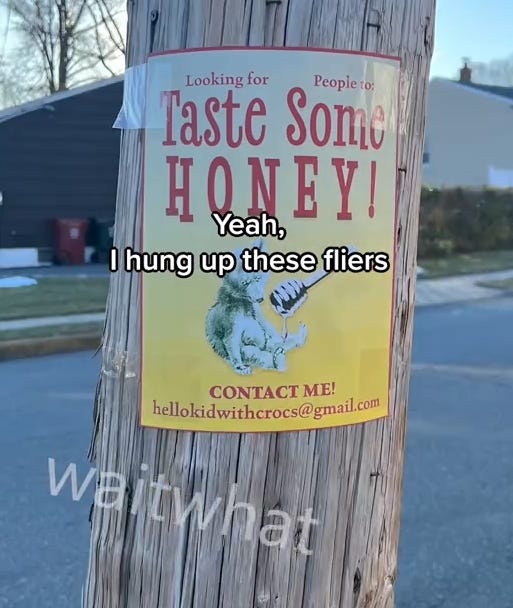 Looking for People to:
Taste Some
HONEY!
Yeah,
I hung up these fliers
CONTACT ME!
hellokidwithcrocs@gmail.com
waitwhat